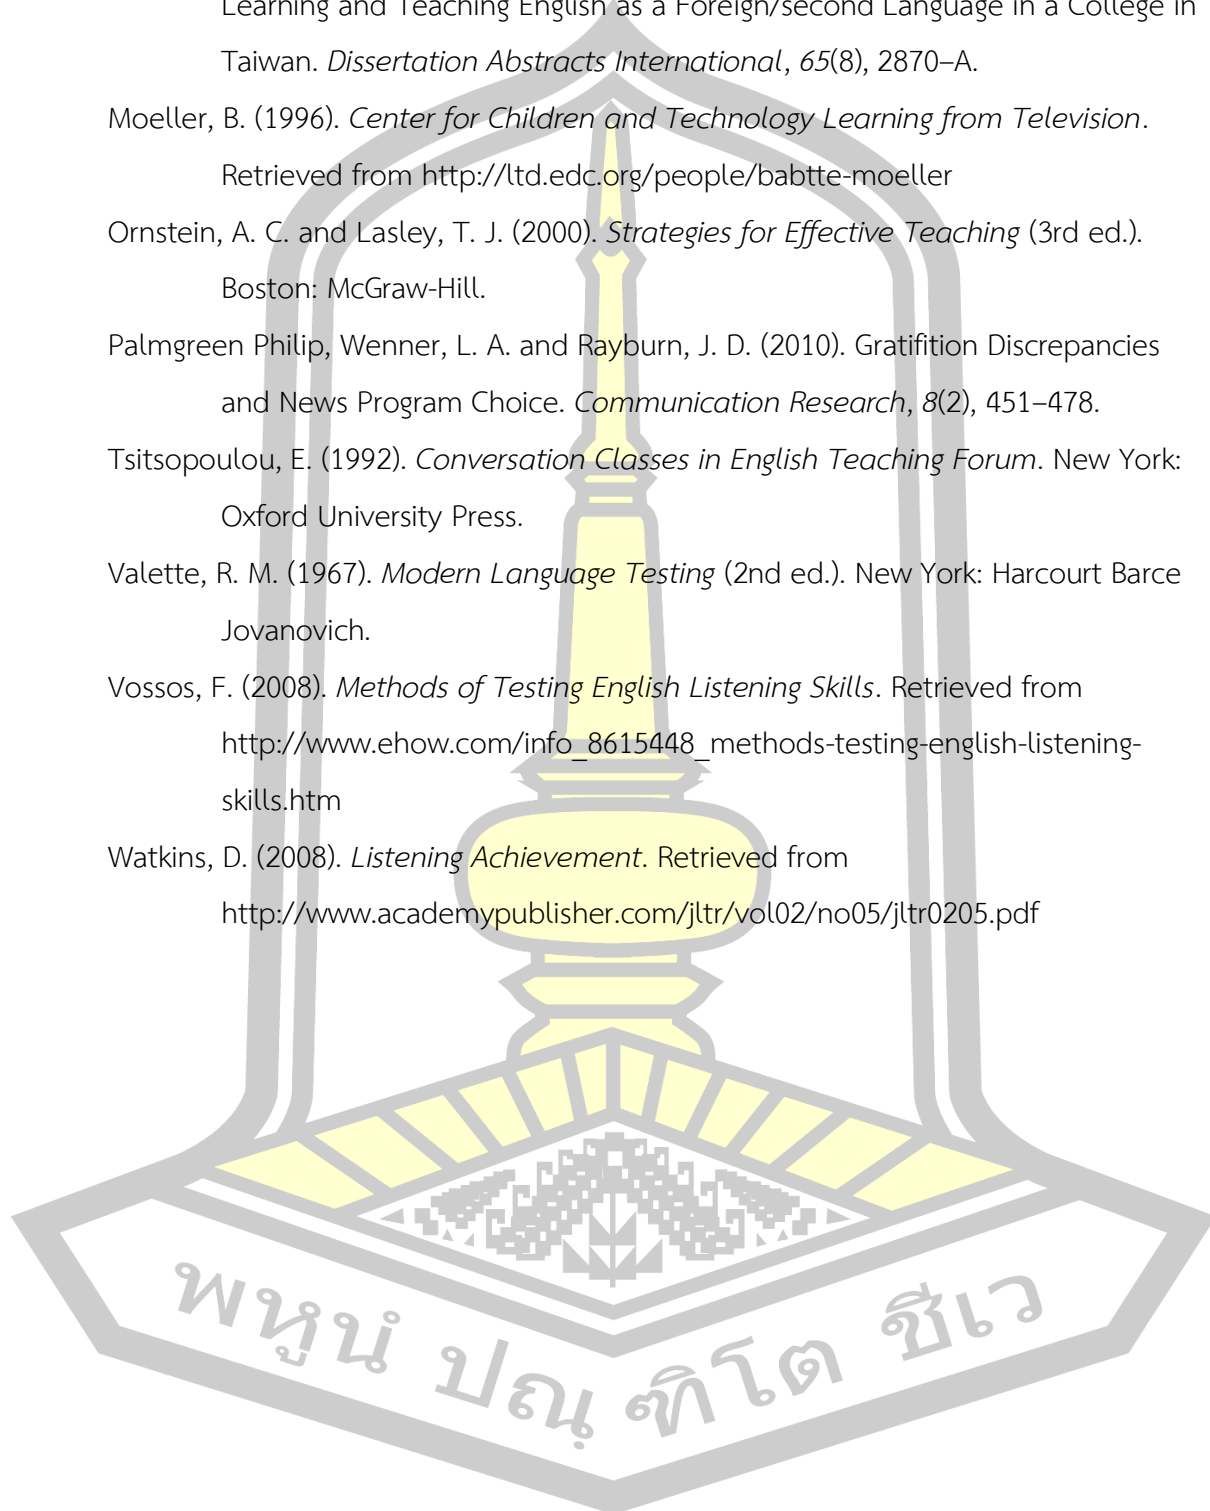 Learning and Teaching English as a Foreign/second Language in a College in
Taiwan. Dissertation Abstracts International, 65(8), 2870–A.
Moeller, B. (1996). Center for Children and Technology Learning from Television.
Retrieved from http://ltd.edc.org/people/babtte-moeller
Ornstein, A. C. and Lasley, T. J. (2000). Strategies for Effective Teaching (3rd ed.).
Boston: McGraw-Hill.
Palmgreen Philip, Wenner, L. A. and Rayburn, J. D. (2010). Gratifition Discrepancies
and News Program Choice. Communication Research, 8(2), 451–478.
Tsitsopoulou, E. (1992). Conversation Classes in English Teaching Forum. New York:
Oxford University Press.
Valette, R. M. (1967). Modern Language Testing (2nd ed.). New York: Harcourt Barce
Jovanovich.
Vossos, F. (2008). Methods of Testing English Listening Skills. Retrieved from
http://www.ehow.com/info_8615448_methods-testing-english-listening-
skills.htm
Watkins, D. (2008). Listening Achievement. Retrieved from
http://www.academypublisher.com/jltr/vol02/no05/jltr0205.pdf
พหูนํ ปณฺฑิโต ชีเว